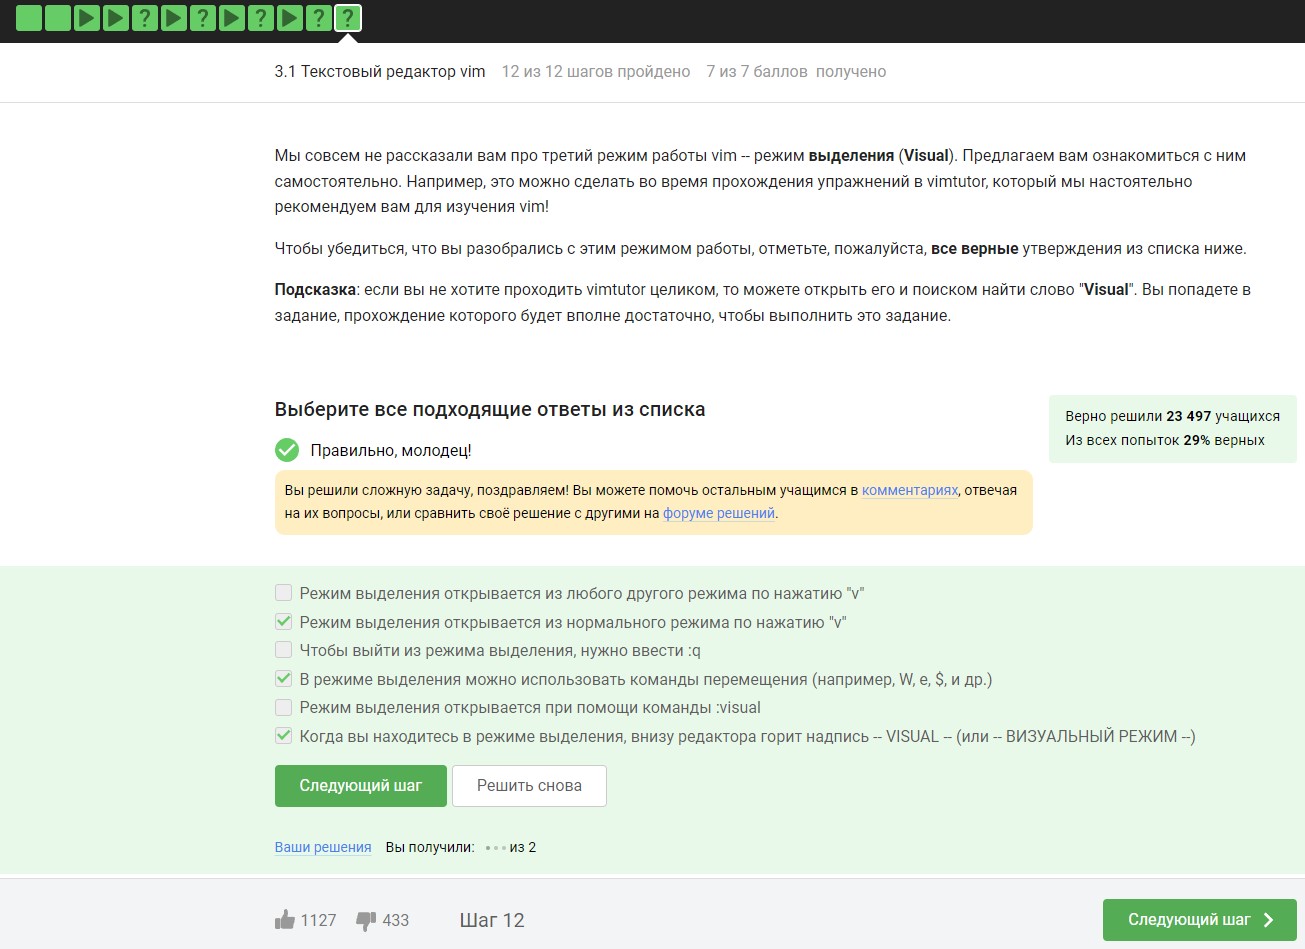 ? ? ? ? ?
3.1 Текстовый редактор vim 12 из 12 шагов пройдено 7 из 7 баллов получено
Мы совсем не рассказали вам про третий режим работы vim -- режим выделения (Visual). Предлагаем вам ознакомиться с ним
самостоятельно. Например, это можно сделать во время прохождения упражнений в vimtutor, который мы настоятельно
рекомендуем вам для изучения vim!
Чтобы убедиться, что вы разобрались с этим режимом работы, отметьте, пожалуйста, все верные утверждения из списка ниже.
Подсказка: если вы не хотите проходить vimtutor целиком, то можете открыть его и поиском найти слово "Visual". Вы попадете в
задание, прохождение которого будет вполне достаточно, чтобы выполнить это задание.
Выберите все подходящие ответы из списка
Верно решили 23 497 учащихся
Из всех попыток 29% верных
Правильно, молодец!
Вы решили сложную задачу, поздравляем! Вы можете помочь остальным учащимся в комментариях, отвечая
на их вопросы, или сравнить своё решение с другими на форуме решений.
Режим выделения открывается из любого другого режима по нажатию "v"
Режим выделения открывается из нормального режима по нажатию "v"
Чтобы выйти из режима выделения, нужно ввести :q
В режиме выделения можно использовать команды перемещения (например, W, e, $, и др.)
Режим выделения открывается при помощи команды :visual
Когда вы находитесь в режиме выделения, внизу редактора горит надпись -- VISUAL -- (или -- ВИЗУАЛЬНЫЙ РЕЖИМ --)
Следующий шаг Решить снова
Ваши решения Вы получили: из 2
1127 433 Шаг 12 Следующий шаг